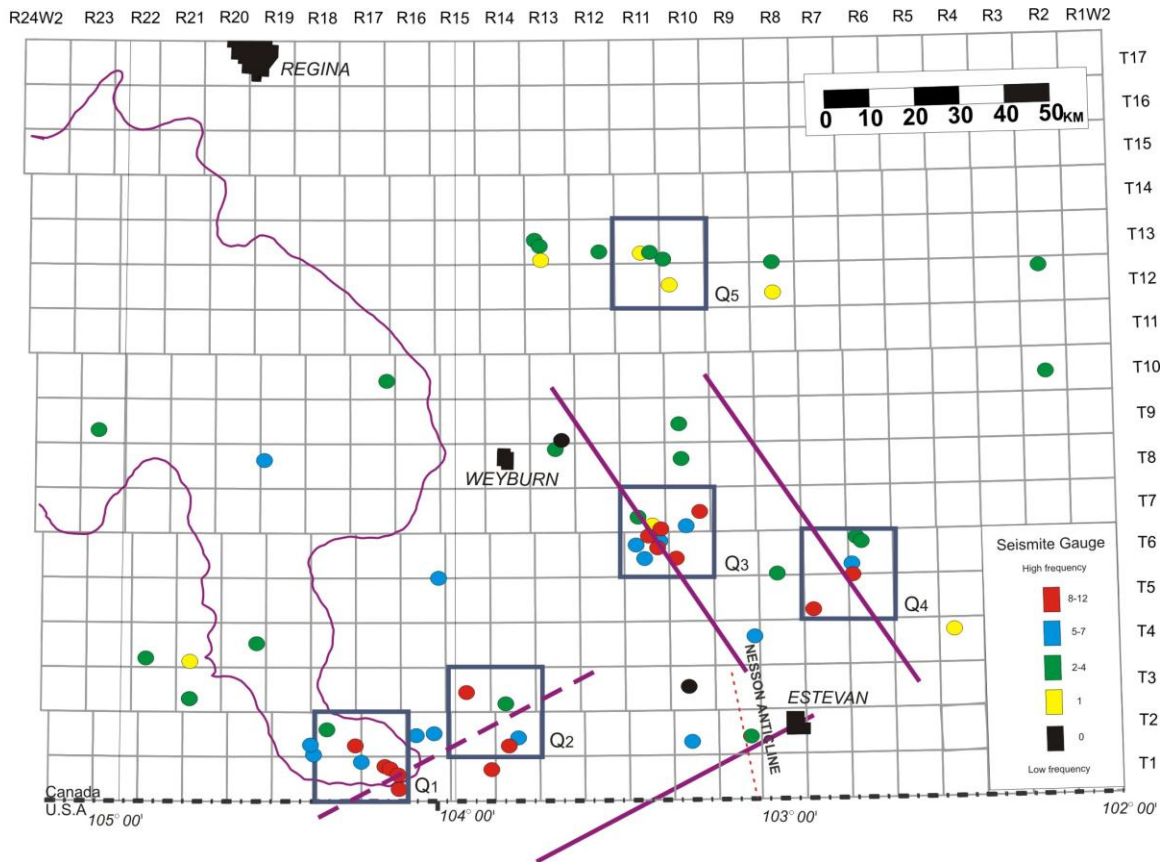 R24W2 R23 R22 R21 R20 R19 R18 R17 R16 R15 R14 R13 R12 R11 R10 R9 R8 R7 R6 R5 R4 R3 R2 R1W2
REGINA
T17
0 10 20 30 40 50KM
T16
T15
T14
T13
T12
Q5
T11
T10
T9
WEYBURN
T8
T7
T6
Q3
T5
Q4
T4
T3
NESSON ANTICLINE
ESTEVAN
T2
Q2
T1
Q1
Seismite Gauge
High frequency
8-12
5-7
2-4
1
0
Low frequency
Canada
U.S.A
105° 00'
104° 00'
103° 00'
102° 00'